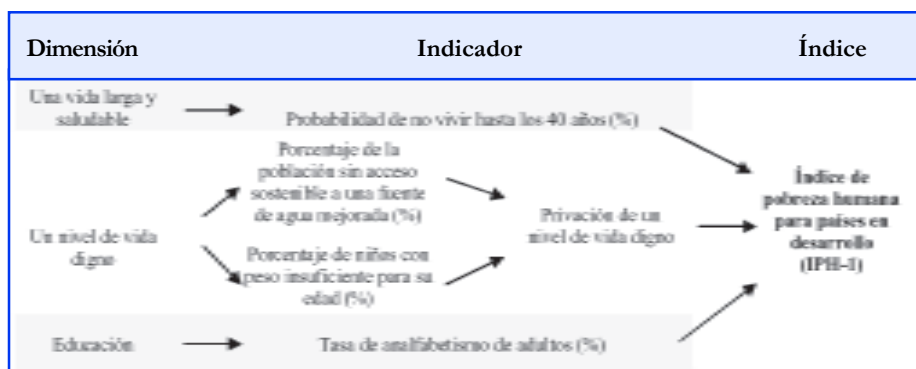 Dimensión Indicador Índice
Una vida larga y
saludable
Probabilidad de no vivir hasta los 40 años (%)
Porcentaje de la
población sin acceso
sostenible a una fuente
de agua mejorada (%)
Un nivel de vida
digno
Porcentaje de niños con
peso insuficiente para su
edad (%)
Privación de un
nivel de vida digno
Educación
Tasa de analfabetismo de adultos (%)
Índice de
pobreza humana
para países en
desarrollo
(IPH-1)